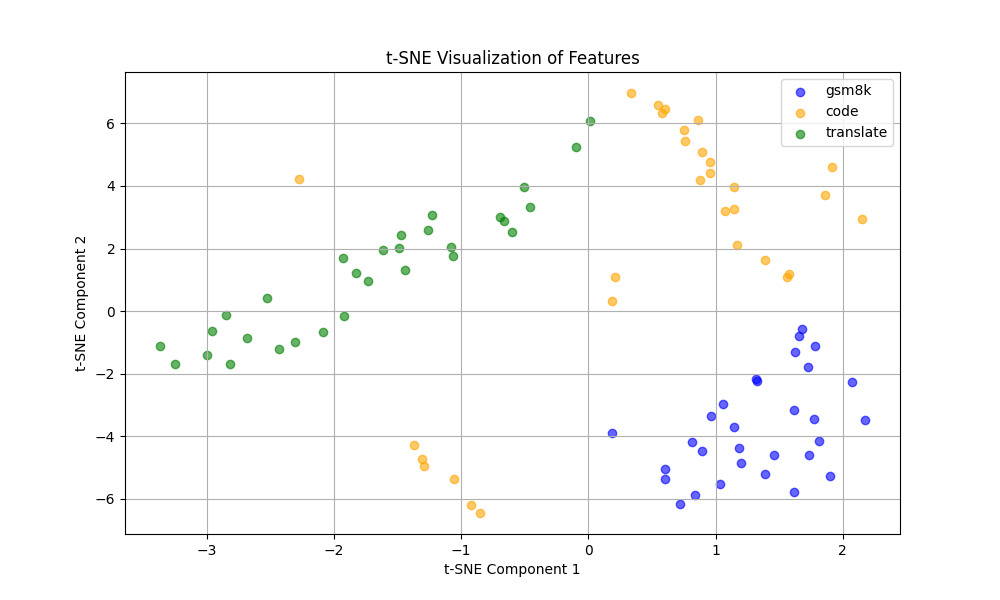 t-SNE Visualization of Features
gsm8k
code
translate
6
4
2
0
−2
−4
−6
t-SNE Component 2
−3
−2
−1
0
1
2
t-SNE Component 1